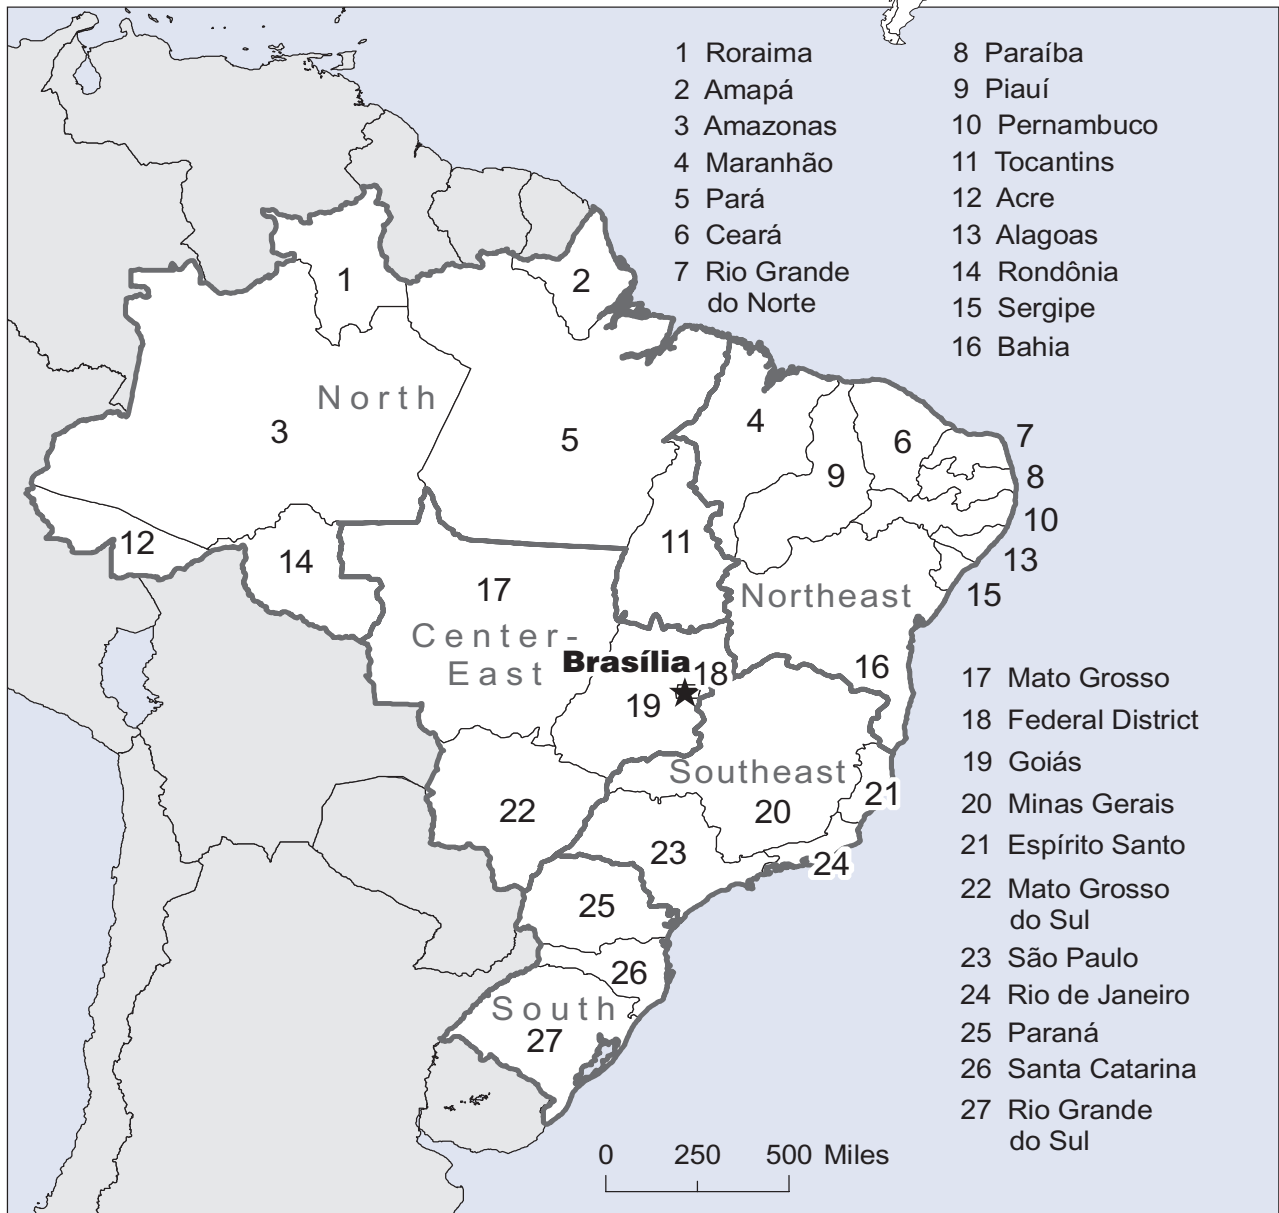 1 Roraima
2 Amapá
3 Amazonas
4 Maranhão
5 Pará
6 Ceará
7 Rio Grande
do Norte
8 Paraíba
9 Piauí
10 Pernambuco
11 Tocantins
12 Acre
13 Alagoas
14 Rondônia
15 Sergipe
16 Bahia
1
2
North
3
5
4
6
7
9
8
10
12
14
11
13
17
Northeast
15
Center-
East
Brasília
18
16
19
Southeast
21
22
20
23
24
25
26
South
27
17 Mato Grosso
18 Federal District
19 Goiás
20 Minas Gerais
21 Espírito Santo
22 Mato Grosso
do Sul
23 São Paulo
24 Rio de Janeiro
25 Paraná
26 Santa Catarina
27 Rio Grande
do Sul
0 250 500 Miles